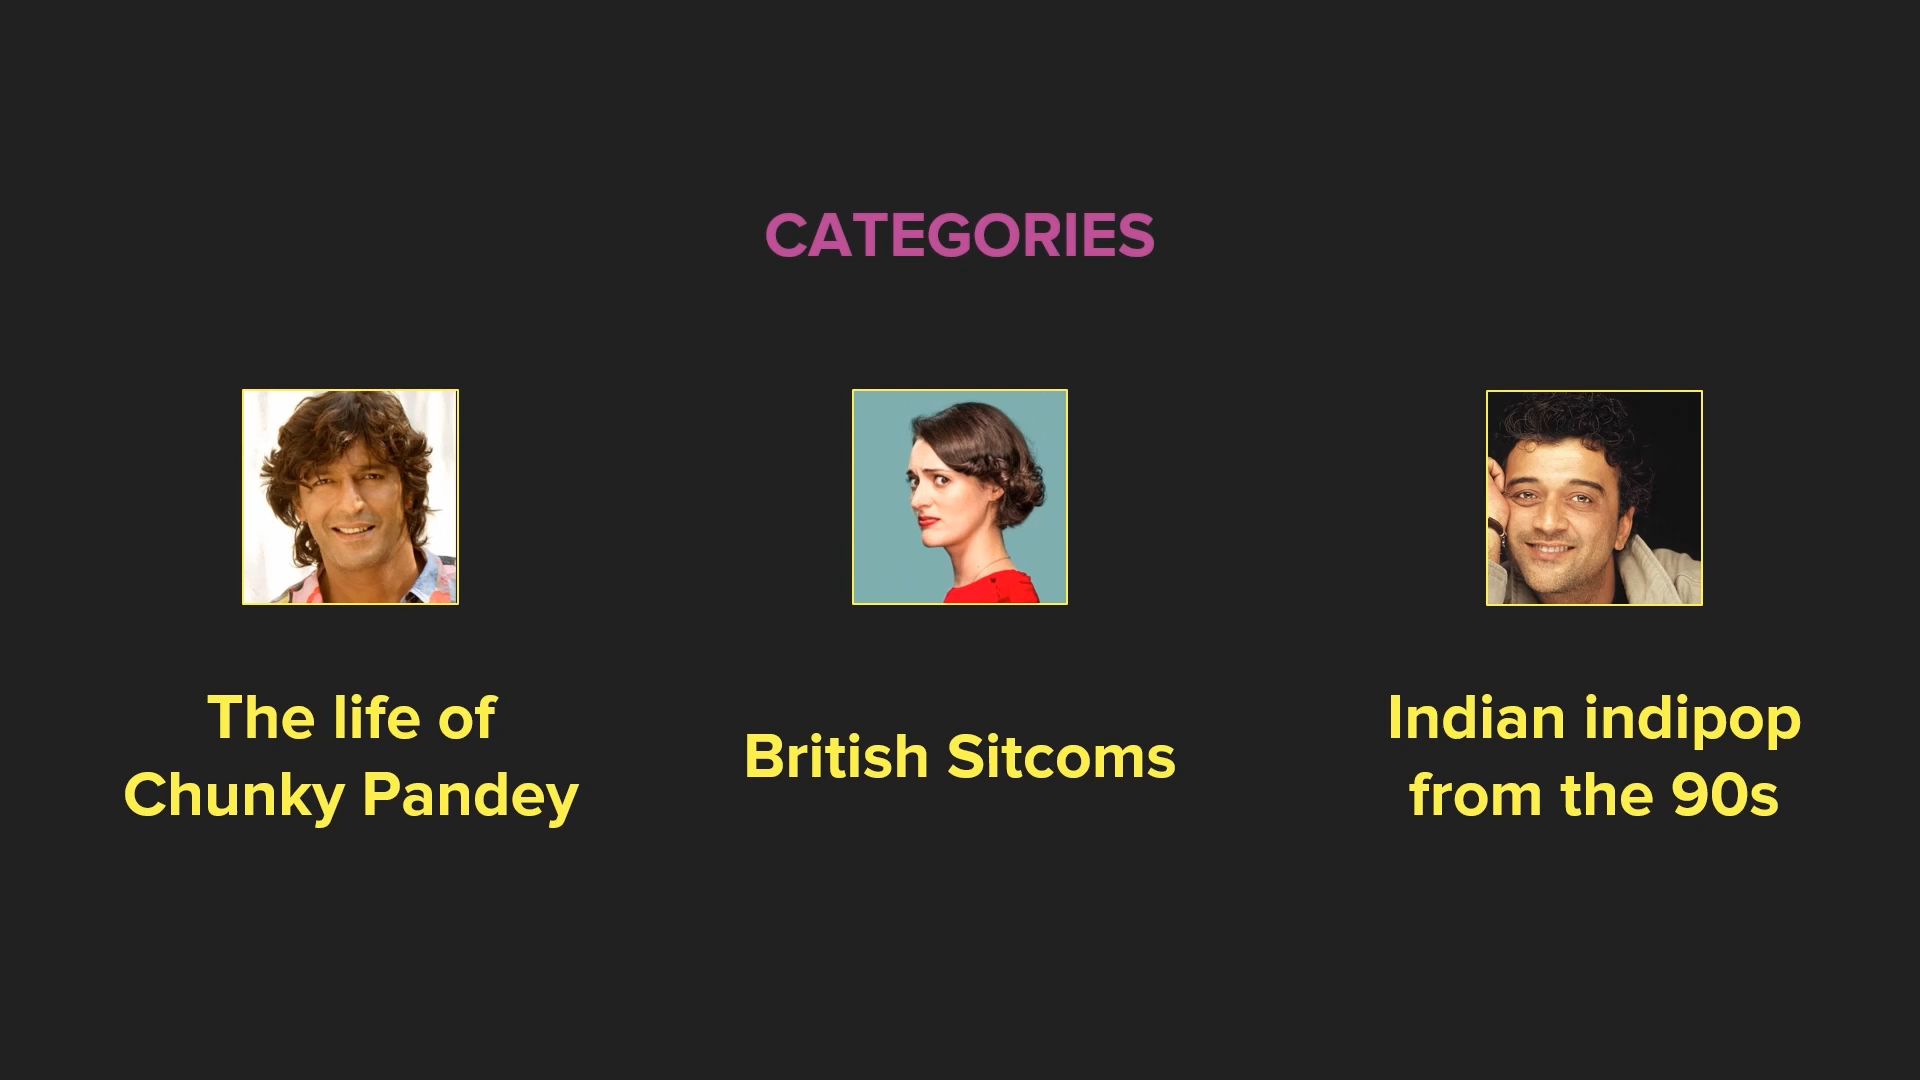 CATEGORIES
The life of
Chunky Pandey
British Sitcoms
Indian indipop
from the 90s